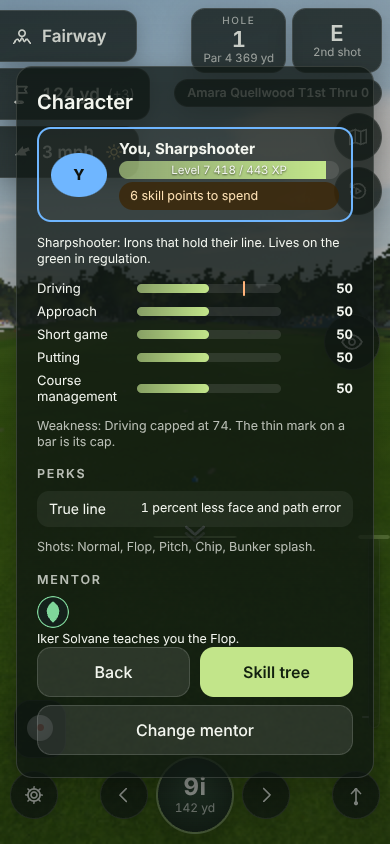 Fairway
HOLE
1
Par 4 369 yd
E
2nd shot
124 yd (+3)
Amara Quellwood T1st Thru 0
Character
3 mph
Y
You, Sharpshooter
Level 7 418 / 443 XP
6 skill points to spend
Sharpshooter: Irons that hold their line. Lives on the
green in regulation.
Driving 50
Approach 50
Short game 50
Putting 50
Course
management 50
Weakness: Driving capped at 74. The thin mark on a
bar is its cap.
PERKS
True line 1 percent less face and path error
Shots: Normal, Flop, Pitch, Chip, Bunker splash.
MENTOR
Iker Solvane teaches you the Flop.
Back
Skill tree
Change mentor
9i
142 yd